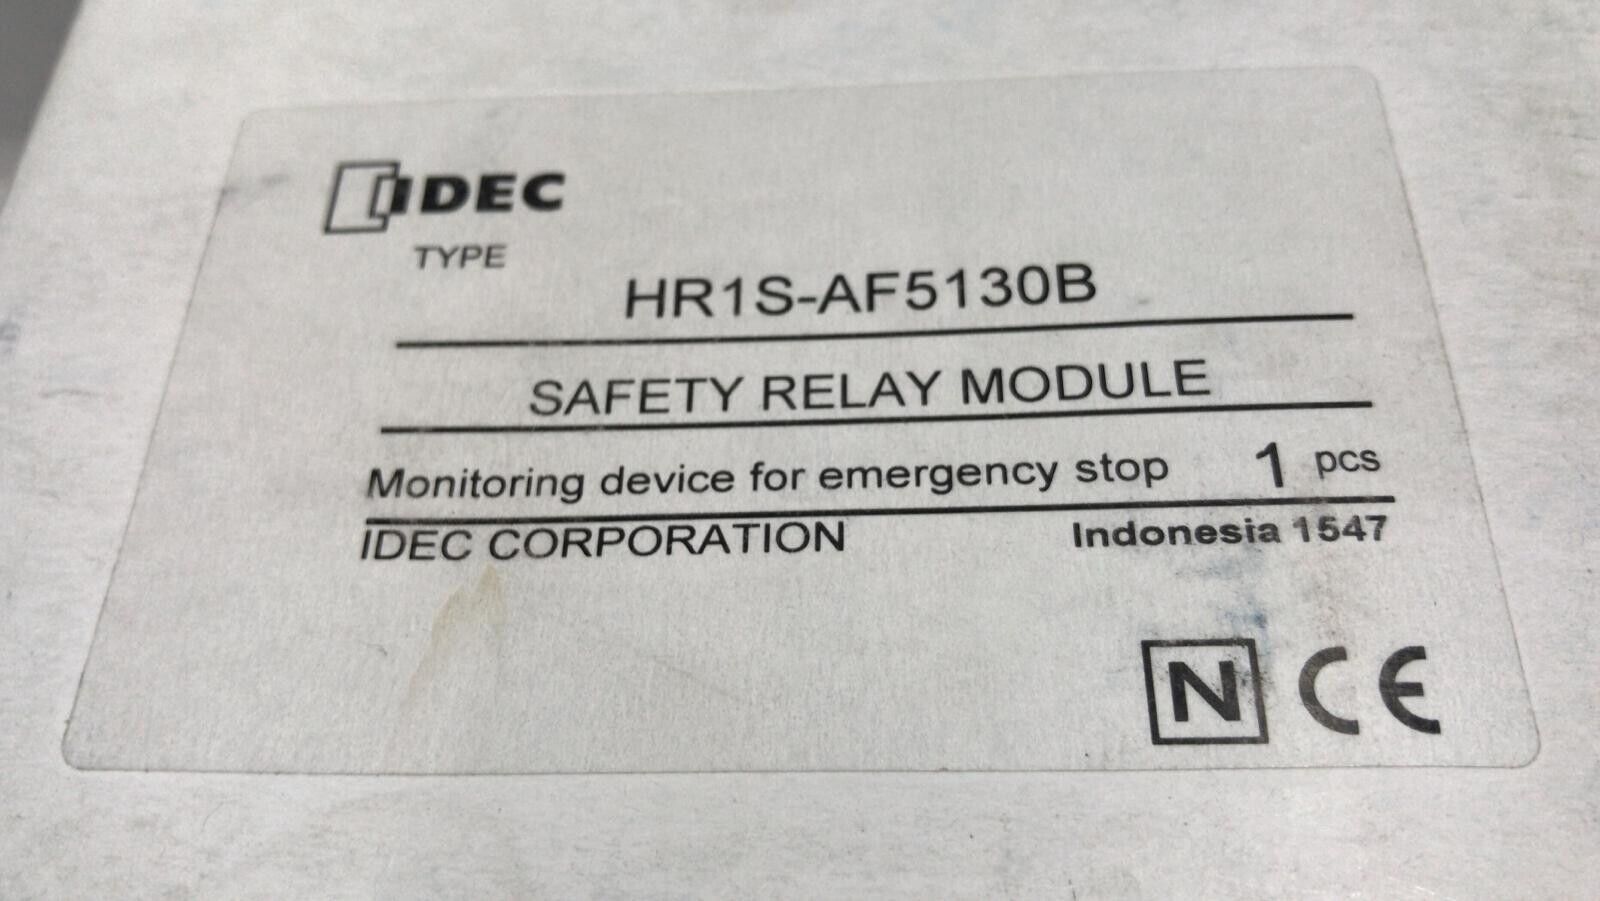 IDEC
TYPE
HR1S-AF5130B
SAFETY RELAY MODULE
Monitoring device for emergency stop 1 pcs
IDEC CORPORATION Indonesia 1547
N CE